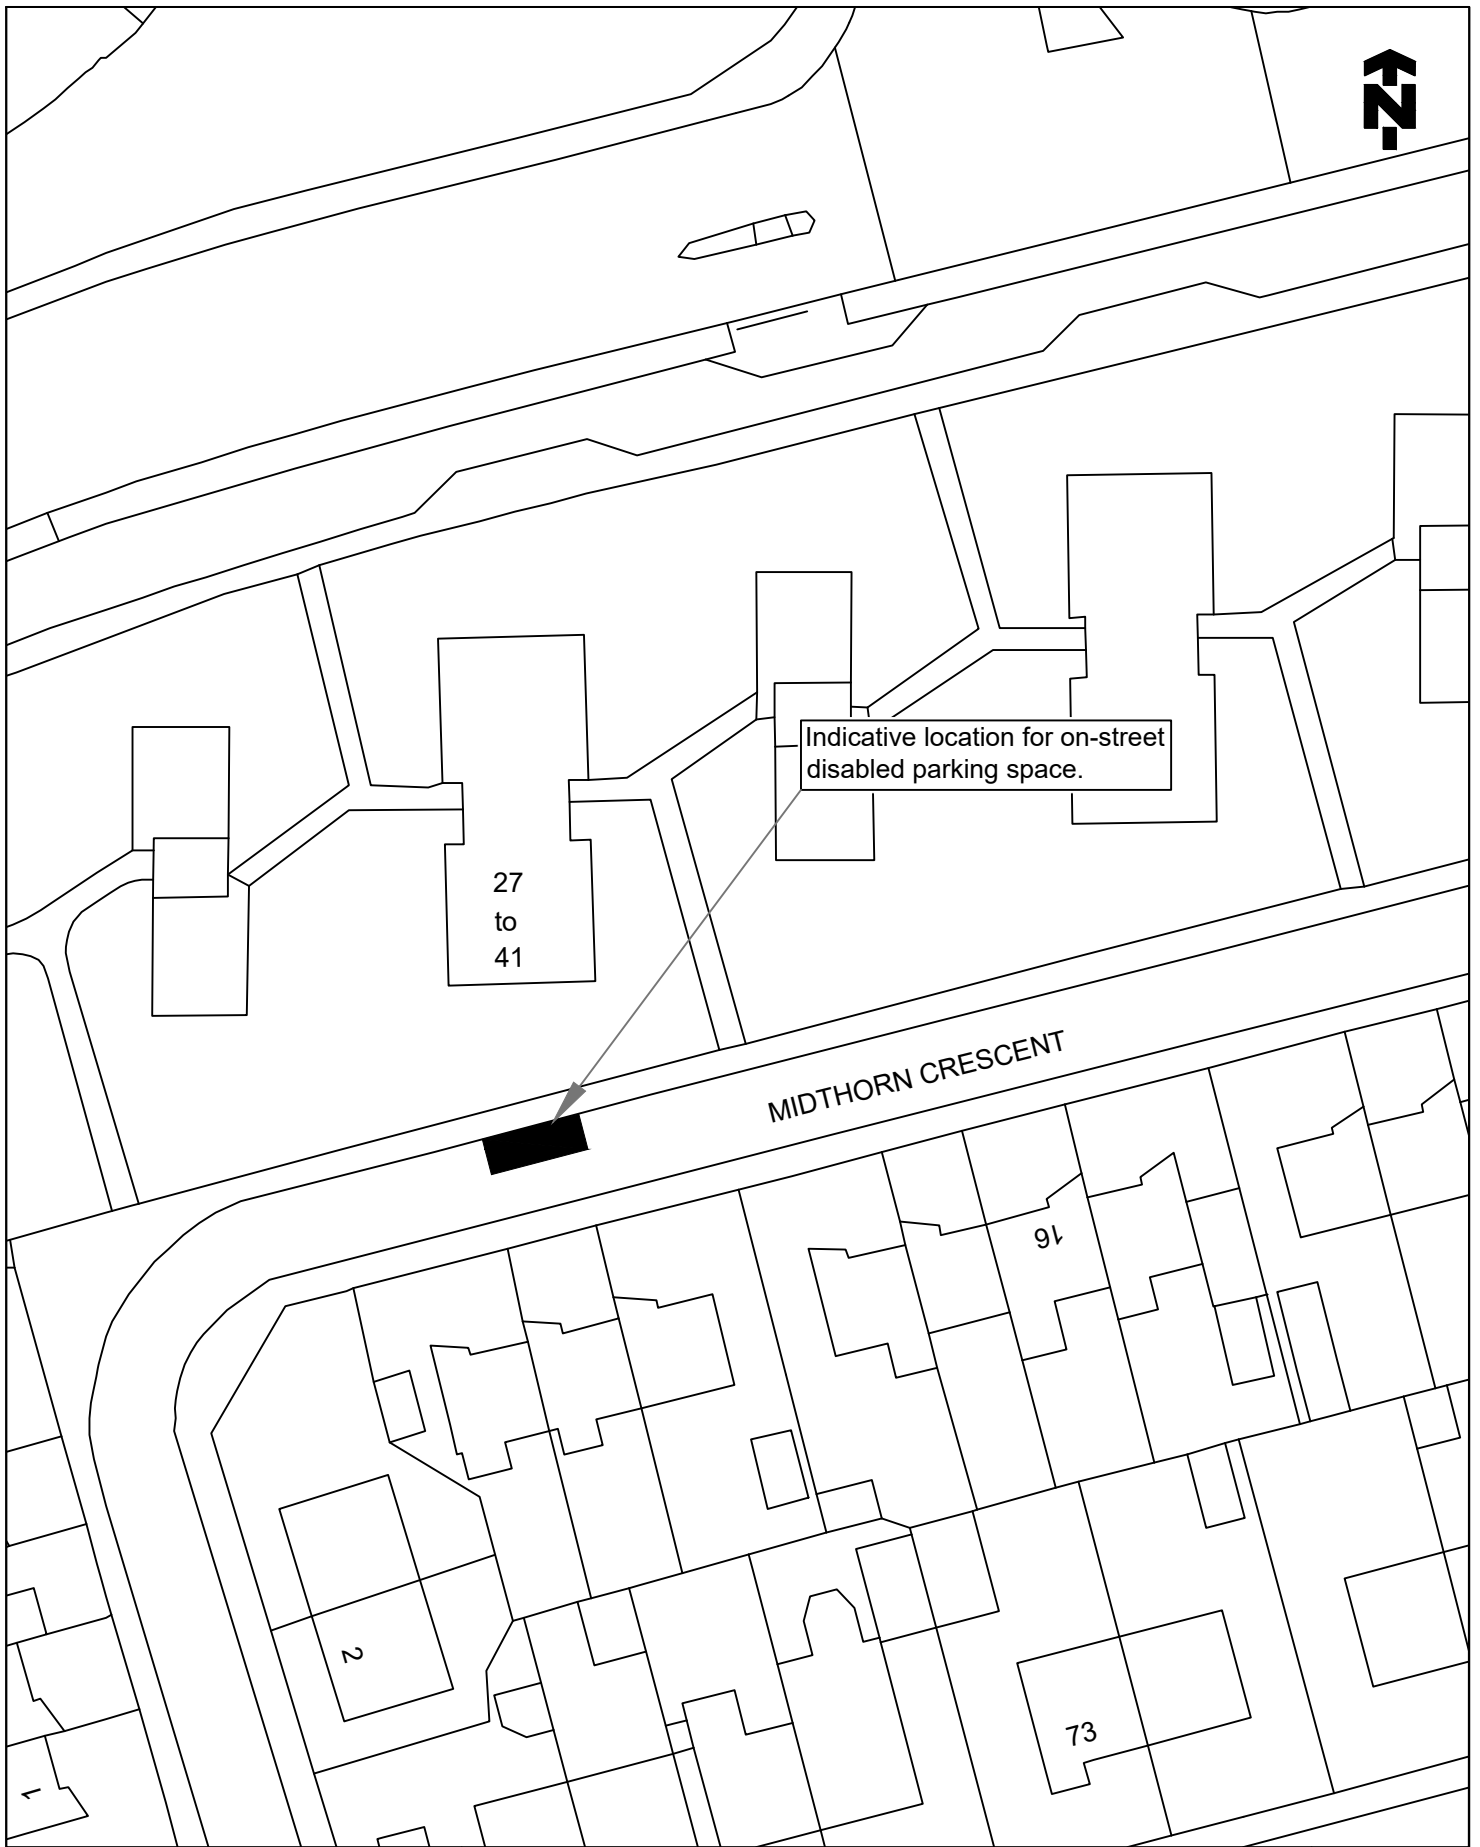 N
Indicative location for on-street
disabled parking space.
27
to
41
MIDTHORN CRESCENT
16
2
73
1